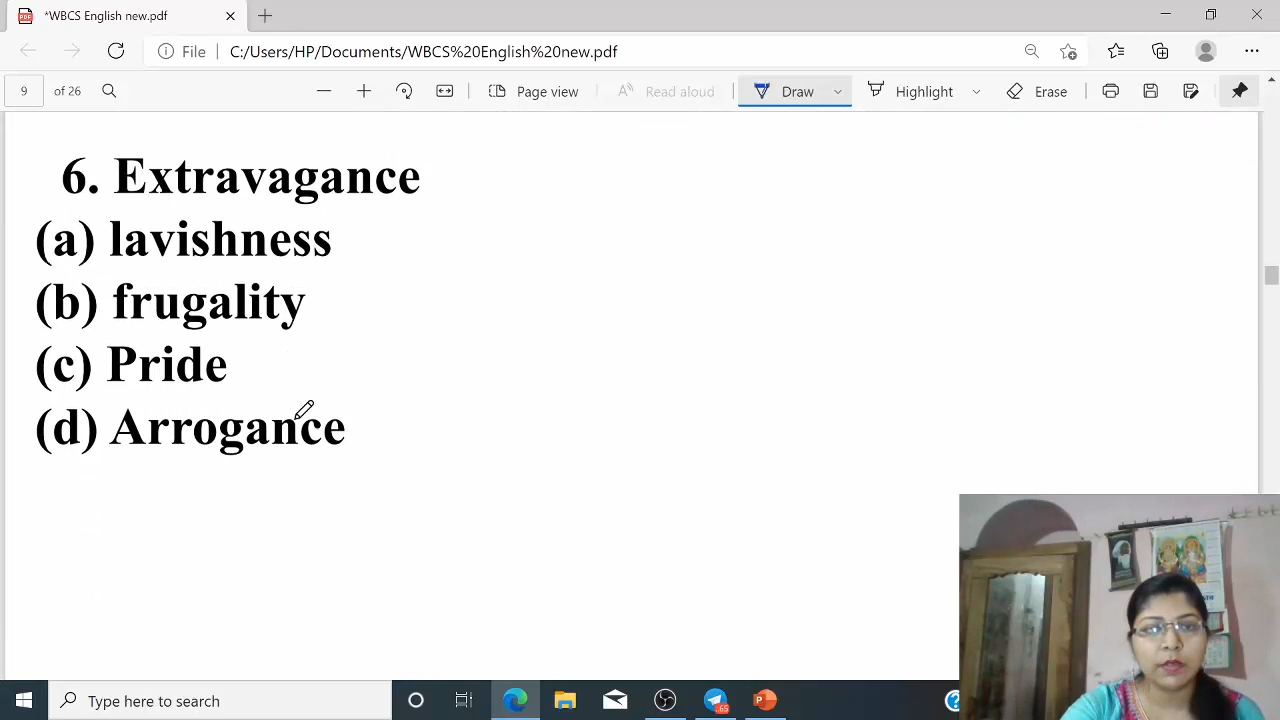 *WBCS English new.pdf
File
C:/Users/HP/Documents/WBCS%20English%20new.pdf
9 of 26
Page view
Read aloud
Draw
Highlight
Erase
6. Extravagance
(a) lavishness
(b) frugality
(c) Pride
(d) Arrogance
Type here to search